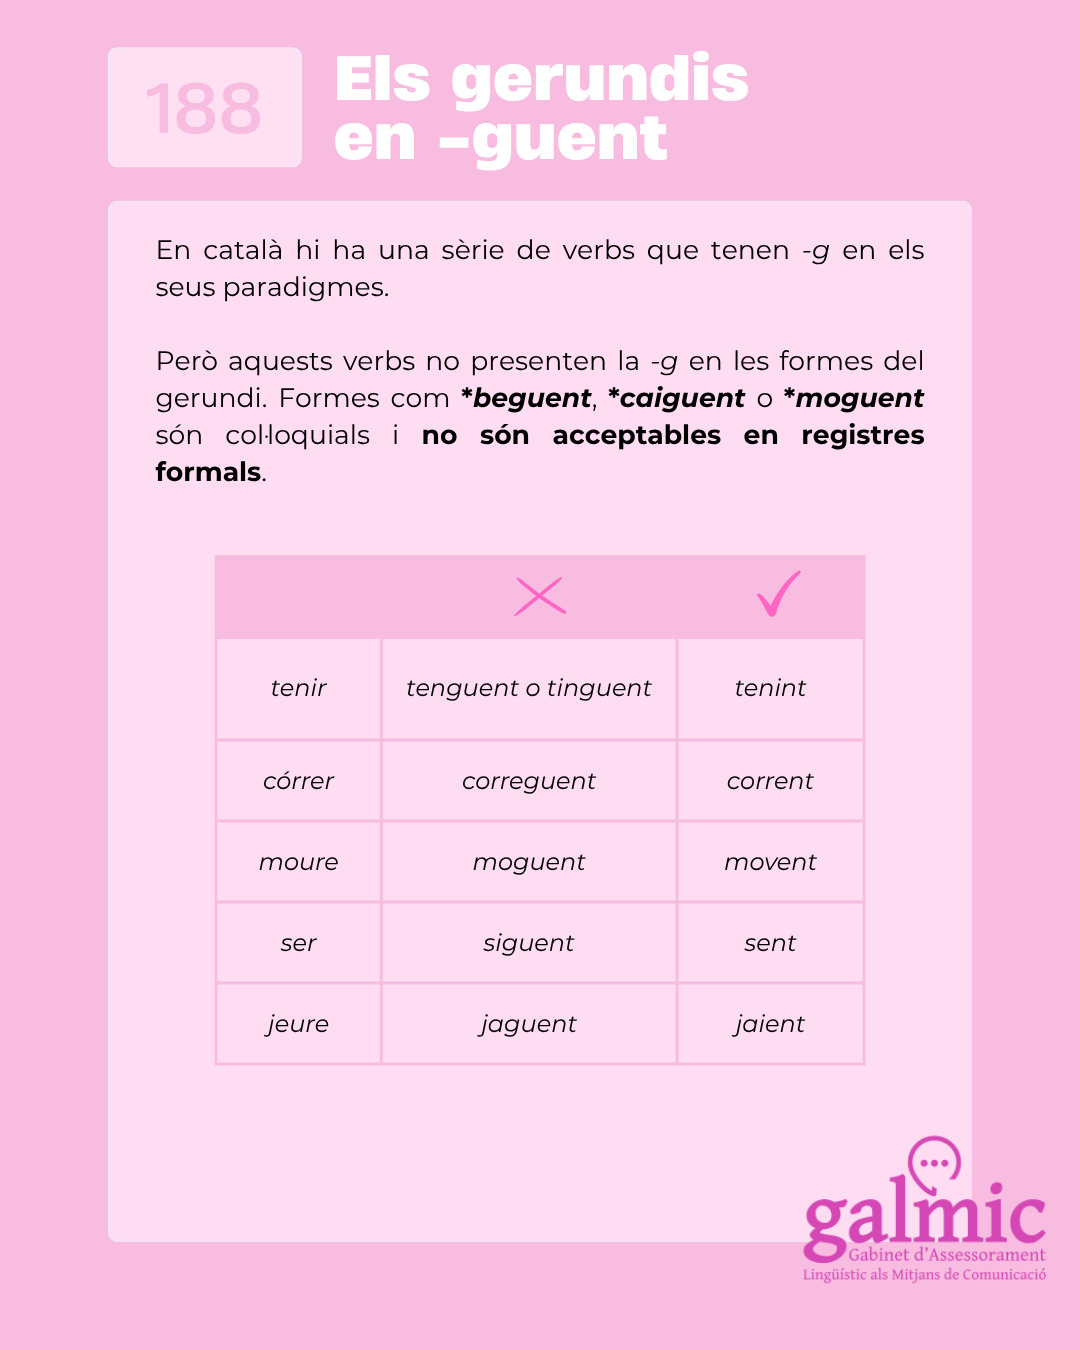 188
Els gerundis
en -guent
En català hi ha una sèrie de verbs que tenen -g en els
seus paradigmes.
Però aquests verbs no presenten la -g en les formes del
gerundi. Formes com *beguent, *caiguent o *moguent
són col·loquials i no són acceptables en registres
formals.
tenir tenguent o tinguent tenint
córrer correguent corrent
moure moguent movent
ser siguent sent
jeure jaguent jaient
galmic
Gabinet d'Assessorament
Lingüístic als Mitjans de Comunicació